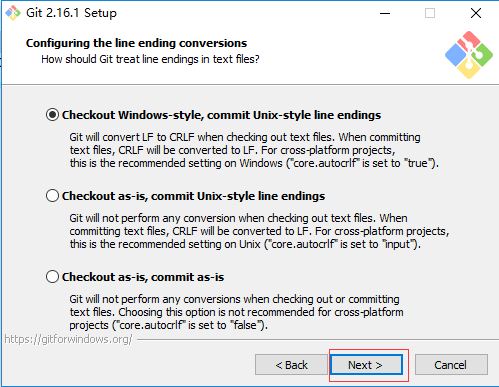 Git 2.16.1 Setup
Configuring the line ending conversions
How should Git treat line endings in text files?
Checkout Windows-style, commit Unix-style line endings
Git will convert LF to CRLF when checking out text files. When committing
text files, CRLF will be converted to LF. For cross-platform projects,
this is the recommended setting on Windows ("core.autocrlf" is set to "true").
Checkout as-is, commit Unix-style line endings
Git will not perform any conversion when checking out text files. When
committing text files, CRLF will be converted to LF. For cross-platform projects,
this is the recommended setting on Unix ("core.autocrlf" is set to "input").
Checkout as-is, commit as-is
Git will not perform any conversions when checking out or committing
text files. Choosing this option is not recommended for cross-platform
projects ("core.autocrlf" is set to "false").
https://gitforwindows.org/
< Back Next > Cancel